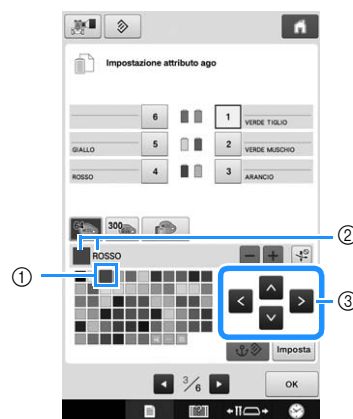 Impostazione attributo ago
6 1 VERDE TIGLIO
GIALLO 5 2 VERDE MUSCHIO
ROSSO 4 3 ARANCIO
64 300
ROSSO
②
①
③
Imposta
3/6 OK